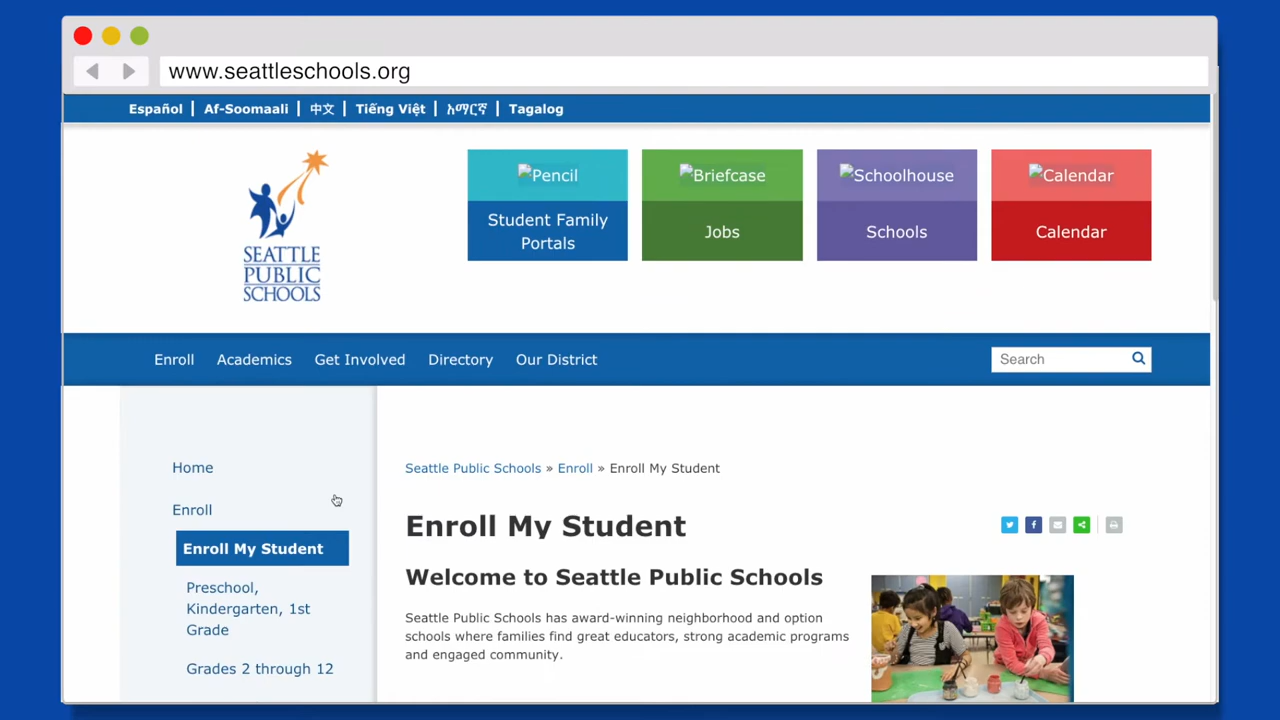 www.seattleschools.org
Español | Af-Soomaali | 中文 | Tiếng Việt | አማርኛ | Tagalog
SEATTLE
PUBLIC
SCHOOLS
Pencil
Student Family
Portals
Briefcase
Jobs
Schoolhouse
Schools
Calendar
Calendar
Enroll Academics Get Involved Directory Our District Search
Home
Enroll
Enroll My Student
Preschool,
Kindergarten, 1st
Grade
Grades 2 through 12
Seattle Public Schools » Enroll » Enroll My Student
Enroll My Student
Welcome to Seattle Public Schools
Seattle Public Schools has award-winning neighborhood and option
schools where families find great educators, strong academic programs
and engaged community.